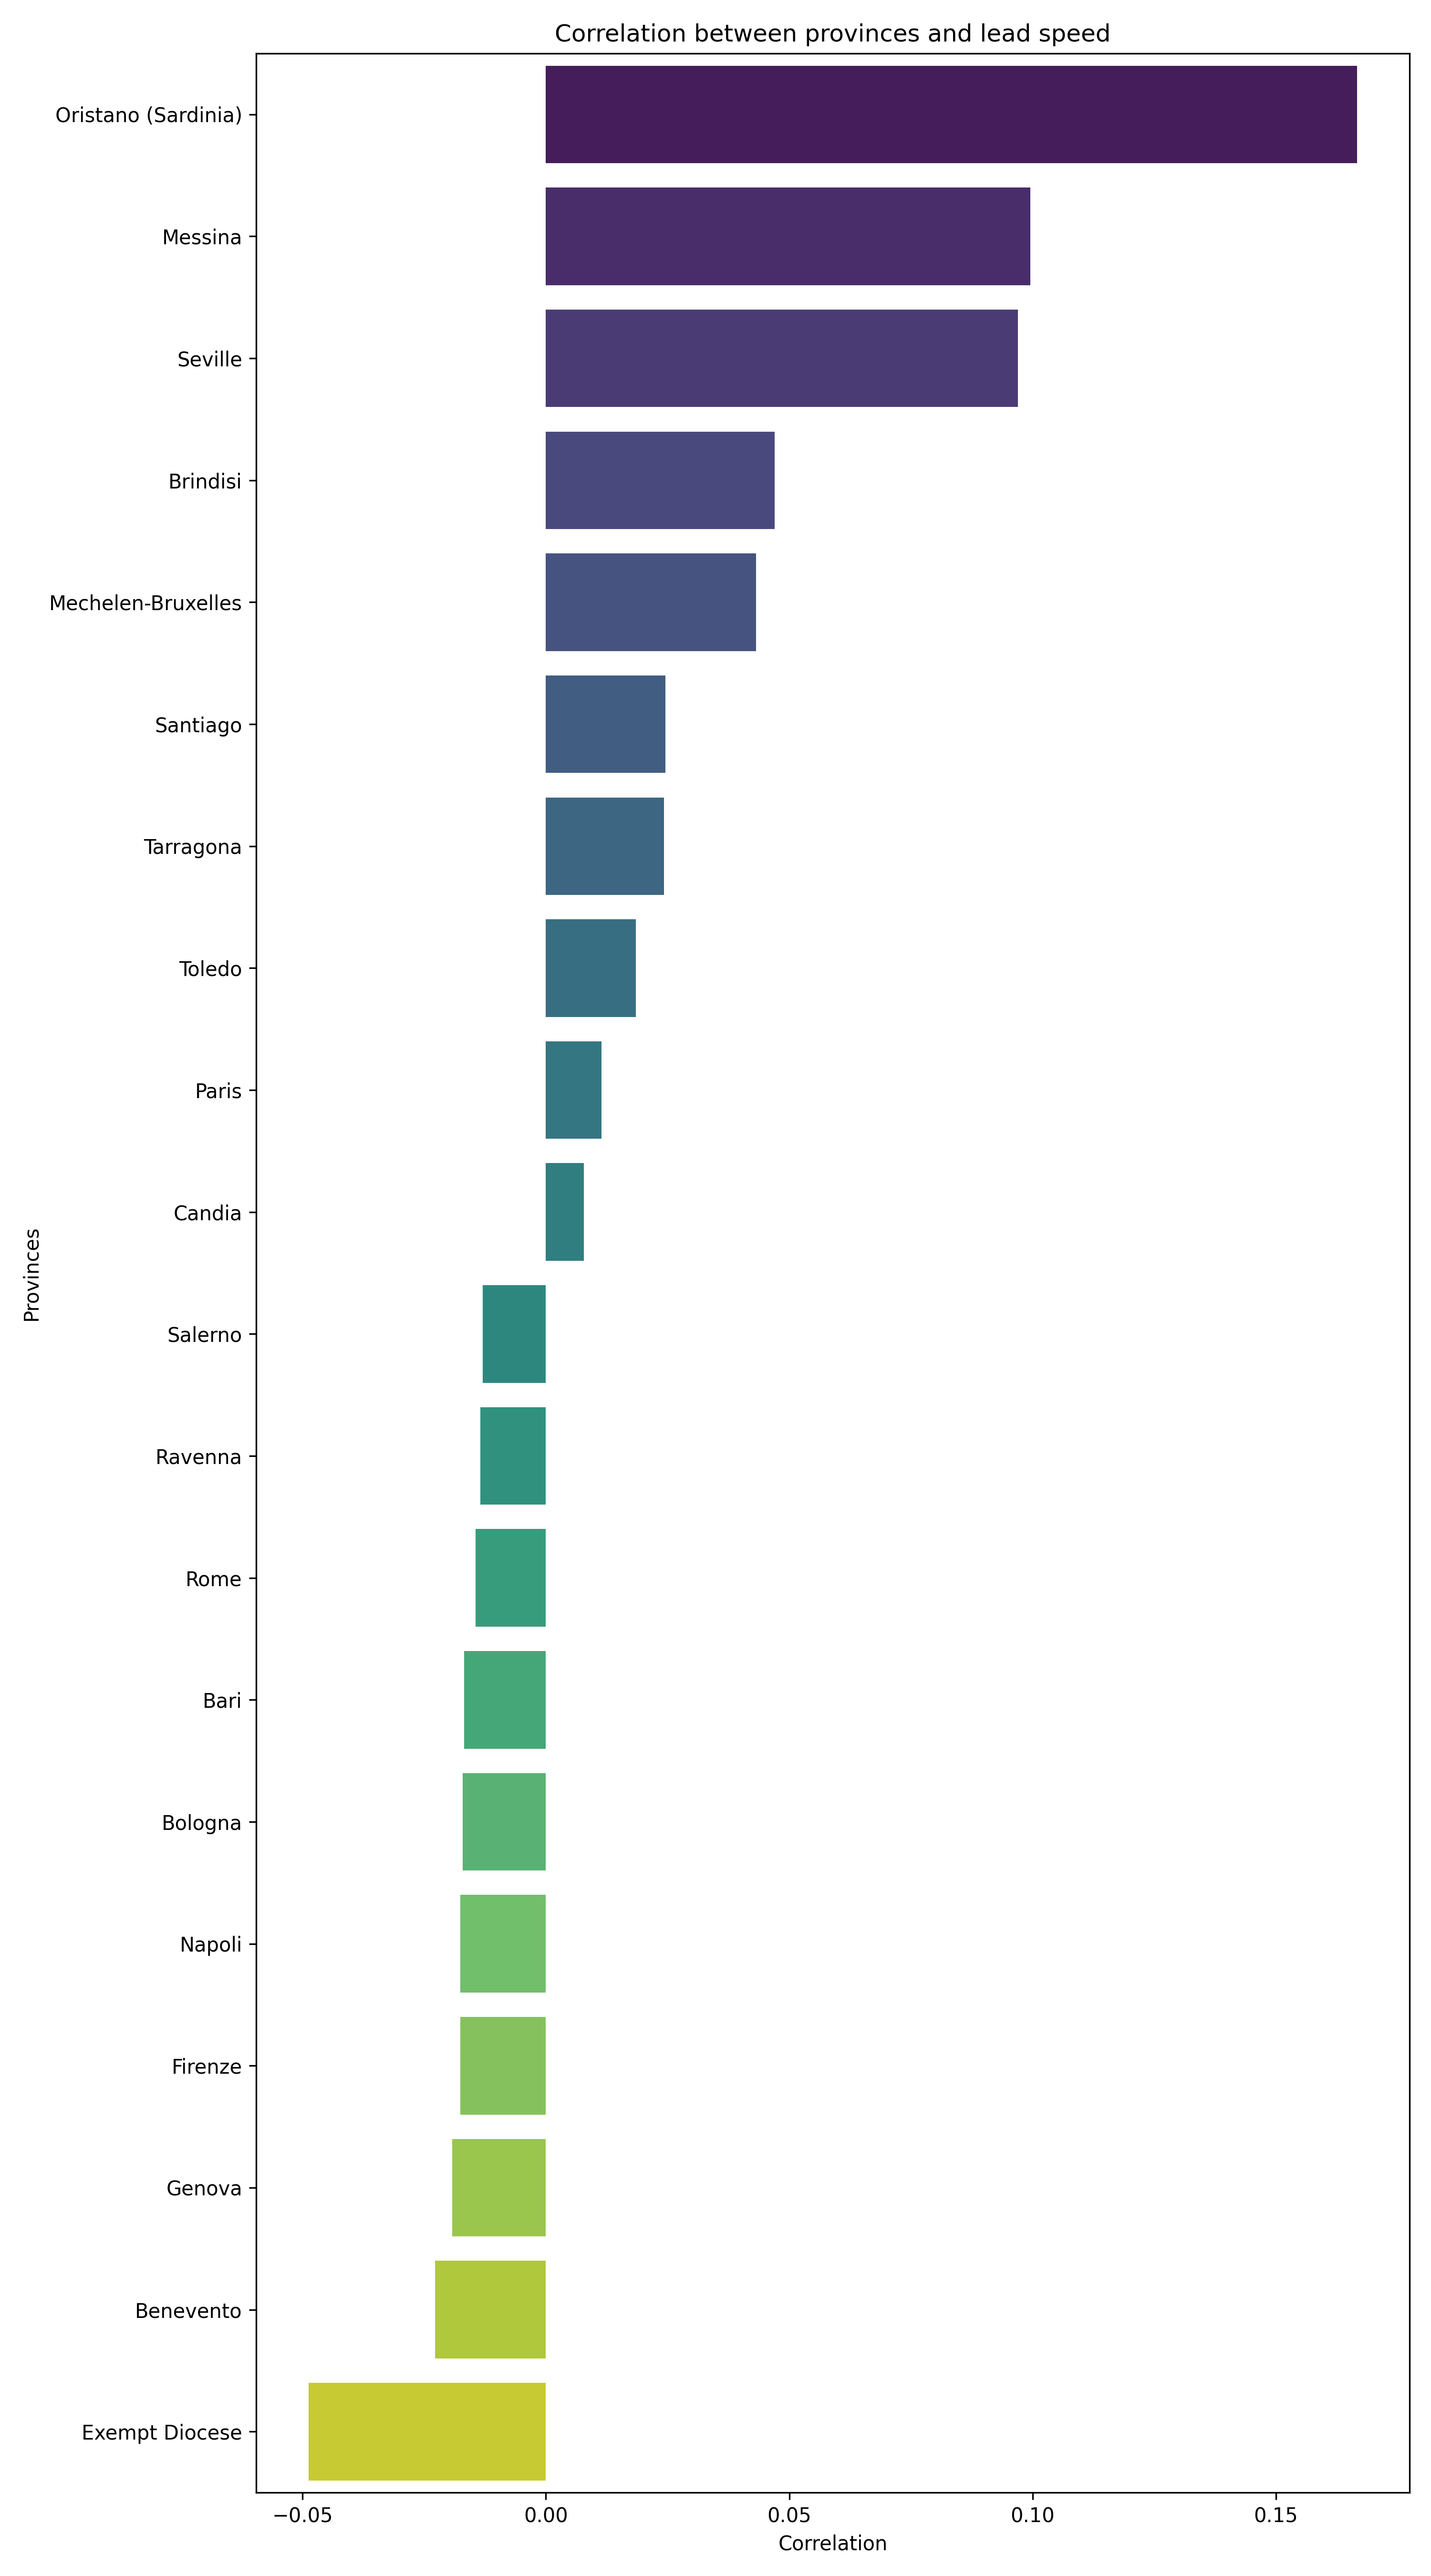 Correlation between provinces and lead speed
Oristano (Sardinia)
Messina
Seville
Brindisi
Mechelen-Bruxelles
Santiago
Tarragona
Toledo
Paris
Candia
Salerno
Ravenna
Rome
Bari
Bologna
Napoli
Firenze
Genova
Benevento
Exempt Diocese
Provinces
−0.05 0.00 0.05 0.10 0.15
Correlation